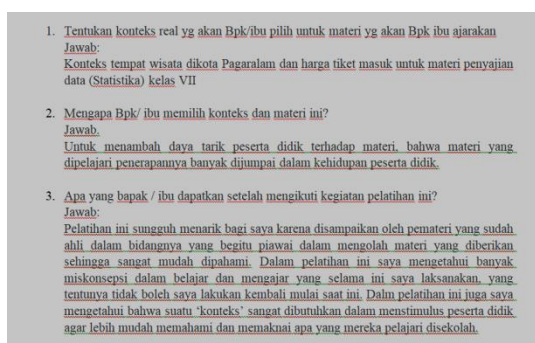 1. Tentukan konteks real yg akan Bpk/ibu pilih untuk materi yg akan Bpk ibu ajarakan
Jawab:
Konteks tempat wisata dikota Pagaralam dan harga tiket masuk untuk materi penyajian
data (Statistika) kelas VII
2. Mengapa Bpk/ ibu memilih konteks dan materi ini?
Jawab.
Untuk menambah daya tarik peserta didik terhadap materi, bahwa materi yang
dipelajari penerapannya banyak dijumpai dalam kehidupan peserta didik.
3. Apa yang bapak / ibu dapatkan setelah mengikuti kegiatan pelatihan ini?
Jawab:
Pelatihan ini sungguh menarik bagi saya karena disampaikan oleh pemateri yang sudah
ahli dalam bidangnya yang begitu piawai dalam mengolah materi yang diberikan
sehingga sangat mudah dipahami. Dalam pelatihan ini saya mengetahui banyak
miskonsepsi dalam belajar dan mengajar yang selama ini saya laksanakan, yang
tentunya tidak boleh saya lakukan kembali mulai saat ini. Dalm pelatihan ini juga saya
mengetahui bahwa suatu ‘konteks’ sangat dibutuhkan dalam menstimulus peserta didik
agar lebih mudah memahami dan memaknai apa yang mereka pelajari disekolah.